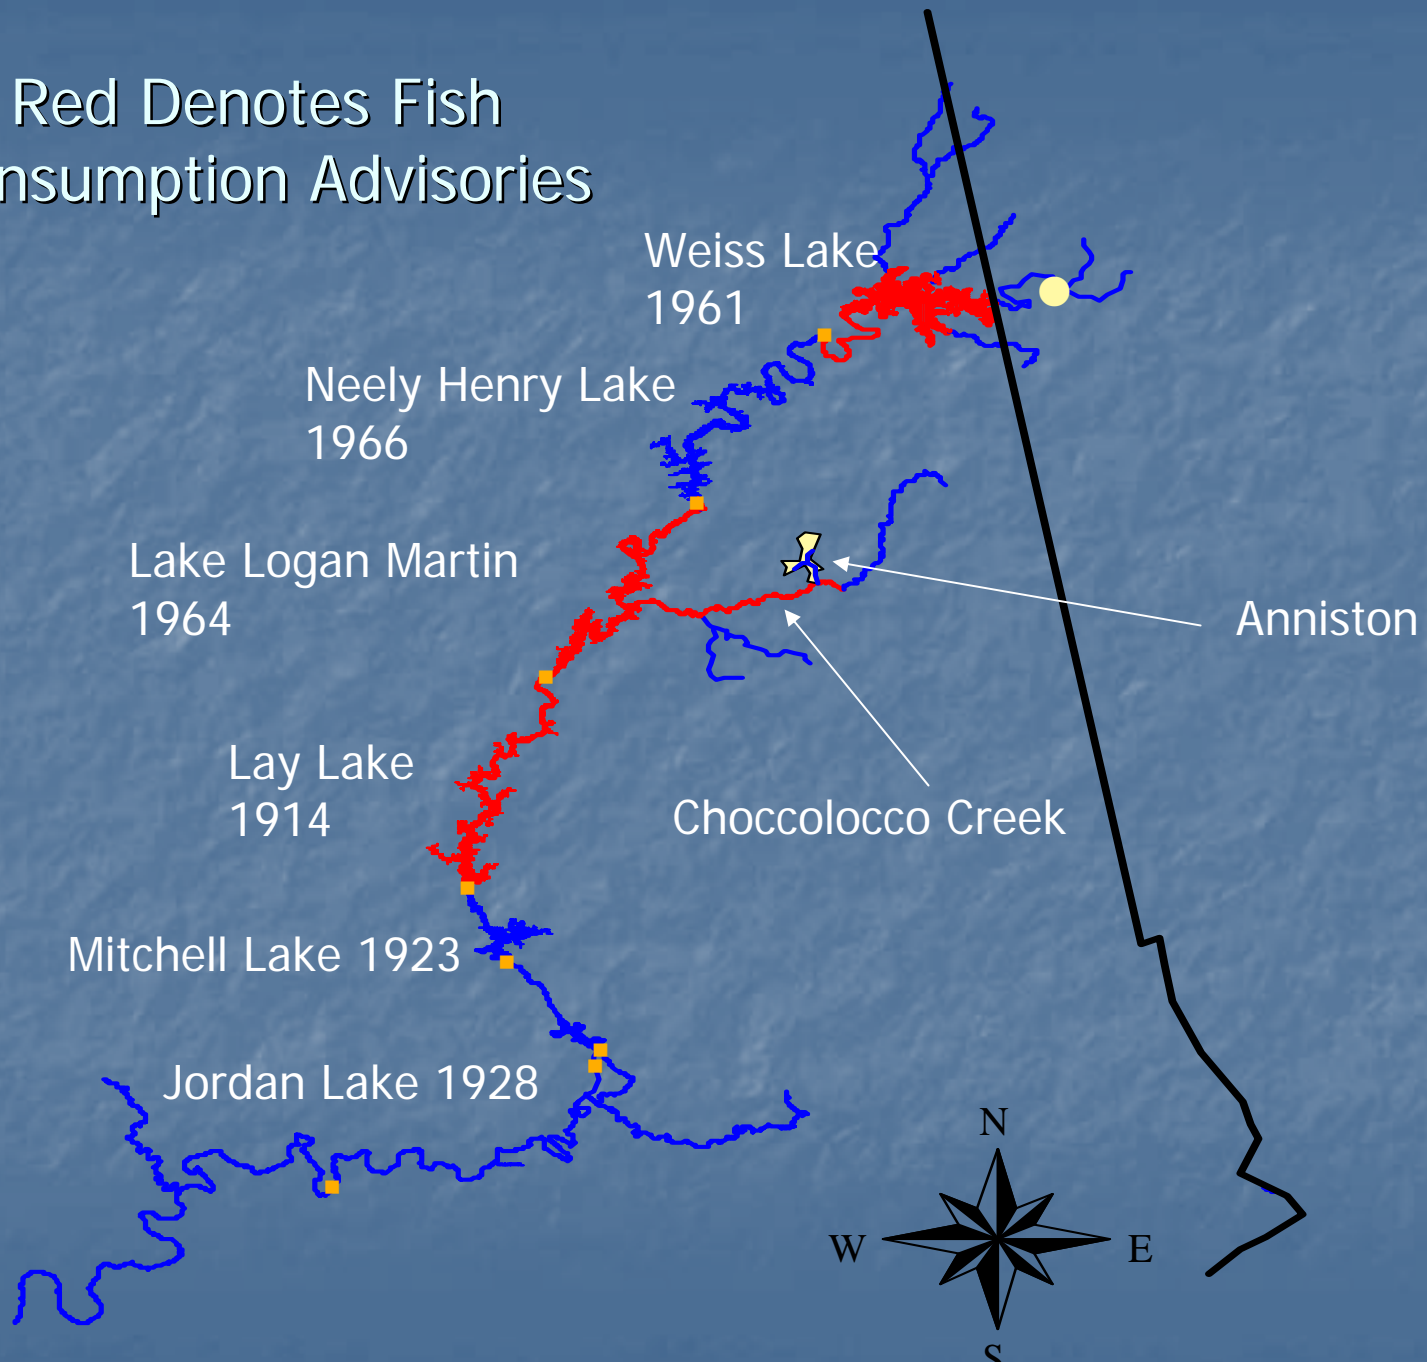 Red Denotes Fish
nsumption Advisories
Weiss Lake
1961
Neely Henry Lake
1966
Lake Logan Martin
1964
Anniston
Lay Lake
1914
Choccolocco Creek
Mitchell Lake 1923
Jordan Lake 1928
N
W
E
S